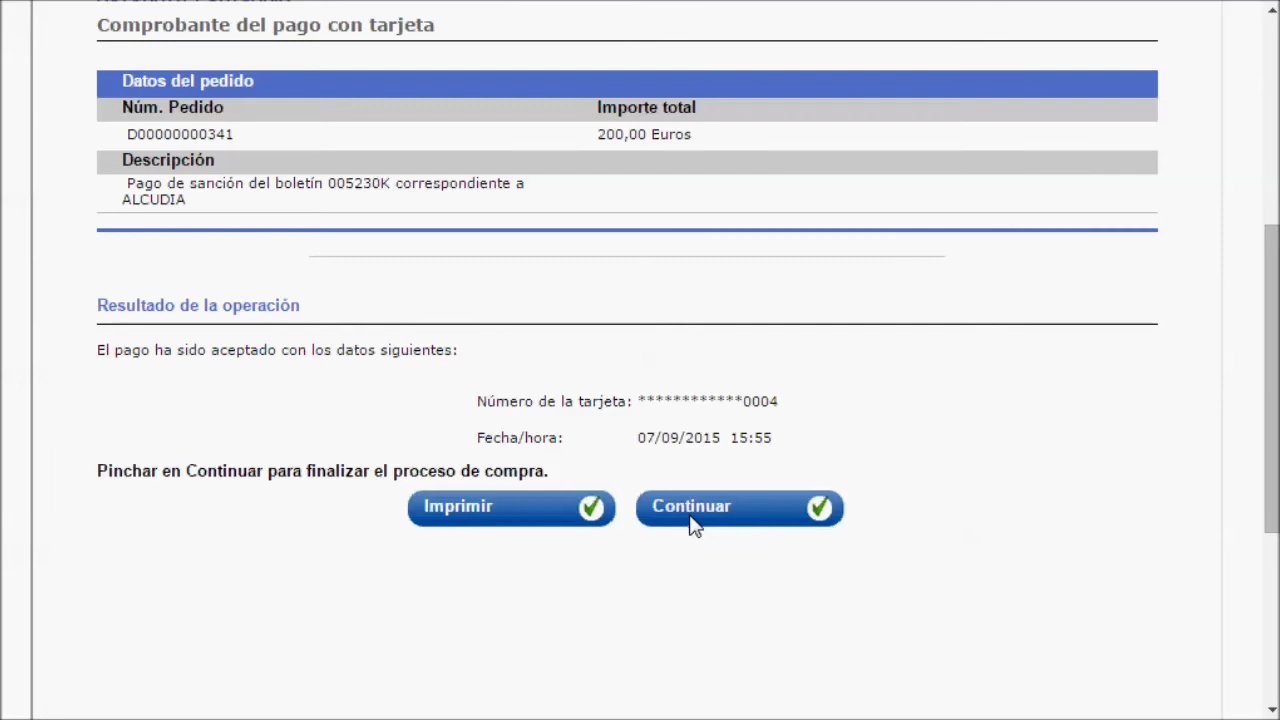 Comprobante del pago con tarjeta
Datos del pedido
Núm. Pedido Importe total
D00000000341 200,00 Euros
Descripción
Pago de sanción del boletín 005230K correspondiente a
ALCUDIA
Resultado de la operación
El pago ha sido aceptado con los datos siguientes:
Número de la tarjeta: ************0004
Fecha/hora: 07/09/2015 15:55
Pinchar en Continuar para finalizar el proceso de compra.
Imprimir Continuar